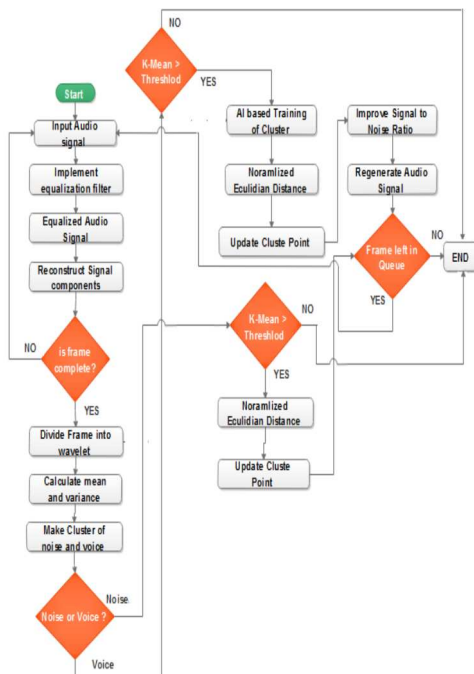 NO
K-Mean >
Threshlod
YES
Start
Input Audio
signal
Implement
equalization filter
Equalized Audio
Signal
Reconstruct Signal
components
NO
is frame
complete?
YES
Divide Frame into
wavelet
Calculate mean
and variance
Make Cluster of
noise and voice
Noise or Voice ?
Noise
Voice
AI based Training
of Cluster
Noramlized
Eculidian Distance
Update Cluste Point
Improve Signal to
Noise Ratio
Regenerate Audio
Signal
Frame left in
Queue
NO
YES
END
K-Mean >
Threshlod
NO
YES
Noramlized
Eculidian Distance
Update Cluste
Point